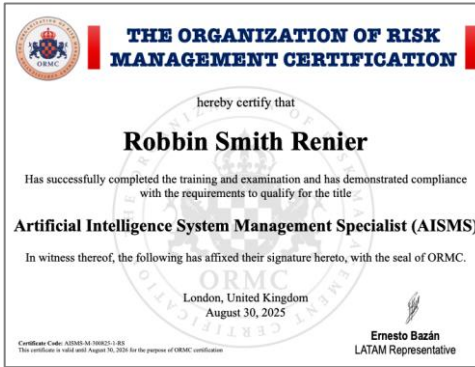 THE ORGANIZATION OF RISK
MANAGEMENT CERTIFICATION
ORMC
hereby certify that
Robbin Smith Renier
Has successfully completed the training and examination and has demonstrated compliance
with the requirements to qualify for the title
Artificial Intelligence System Management Specialist (AISMS)
In witness thereof, the following has affixed their signature hereto, with the seal of ORMC.
ORMC
London, United Kingdom
August 30, 2025
Ernesto Bazán
LATAM Representative
Certificate Code: AISMS-M-300825-1-RS
This certificate is valid until August 30, 2026 for the purpose of ORMC certification